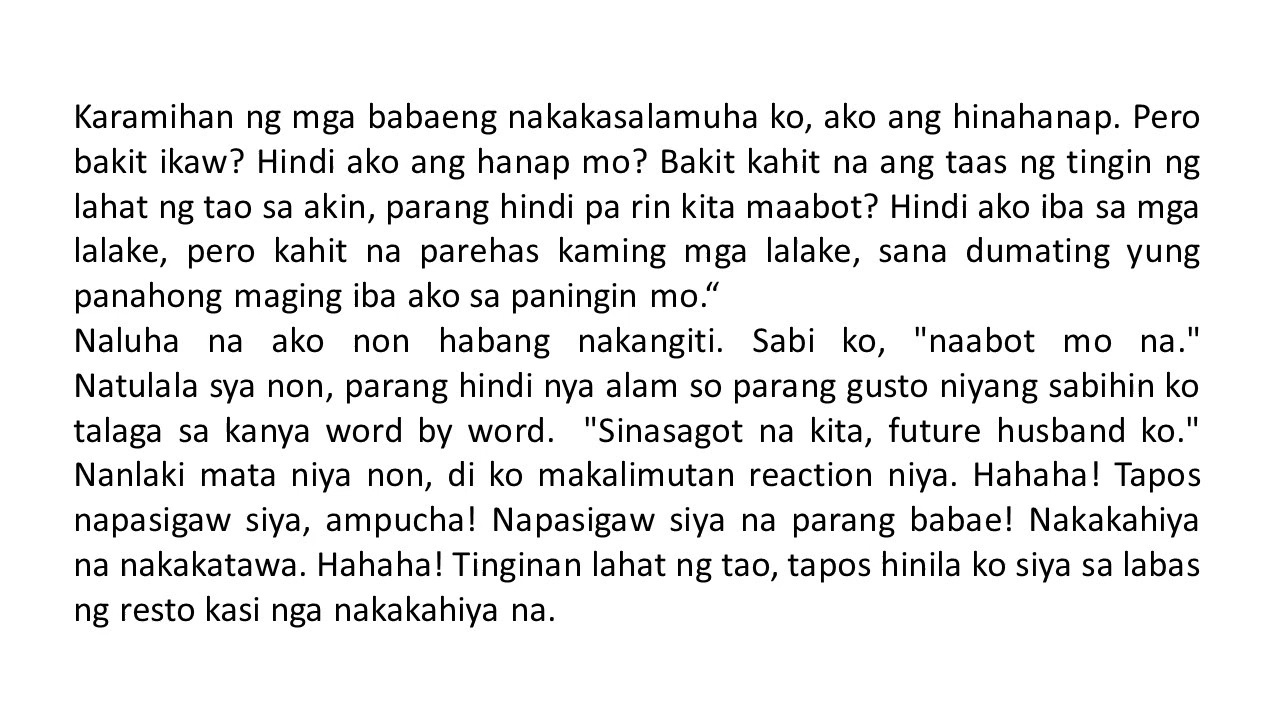 Karamihan ng mga babaeng nakakasalamuha ko, ako ang hinahanap. Pero
bakit ikaw? Hindi ako ang hanap mo? Bakit kahit na ang taas ng tingin ng
lahat ng tao sa akin, parang hindi pa rin kita maabot? Hindi ako iba sa mga
lalake, pero kahit na parehas kaming mga lalake, sana dumating yung
panahong maging iba ako sa paningin mo.“
Naluha na ako non habang nakangiti. Sabi ko, "naabot mo na."
Natulala sya non, parang hindi nya alam so parang gusto niyang sabihin ko
talaga sa kanya word by word.  "Sinasagot na kita, future husband ko."
Nanlaki mata niya non, di ko makalimutan reaction niya. Hahaha! Tapos
napasigaw siya, ampucha! Napasigaw siya na parang babae! Nakakahiya
na nakakatawa. Hahaha! Tinginan lahat ng tao, tapos hinila ko siya sa labas
ng resto kasi nga nakakahiya na.